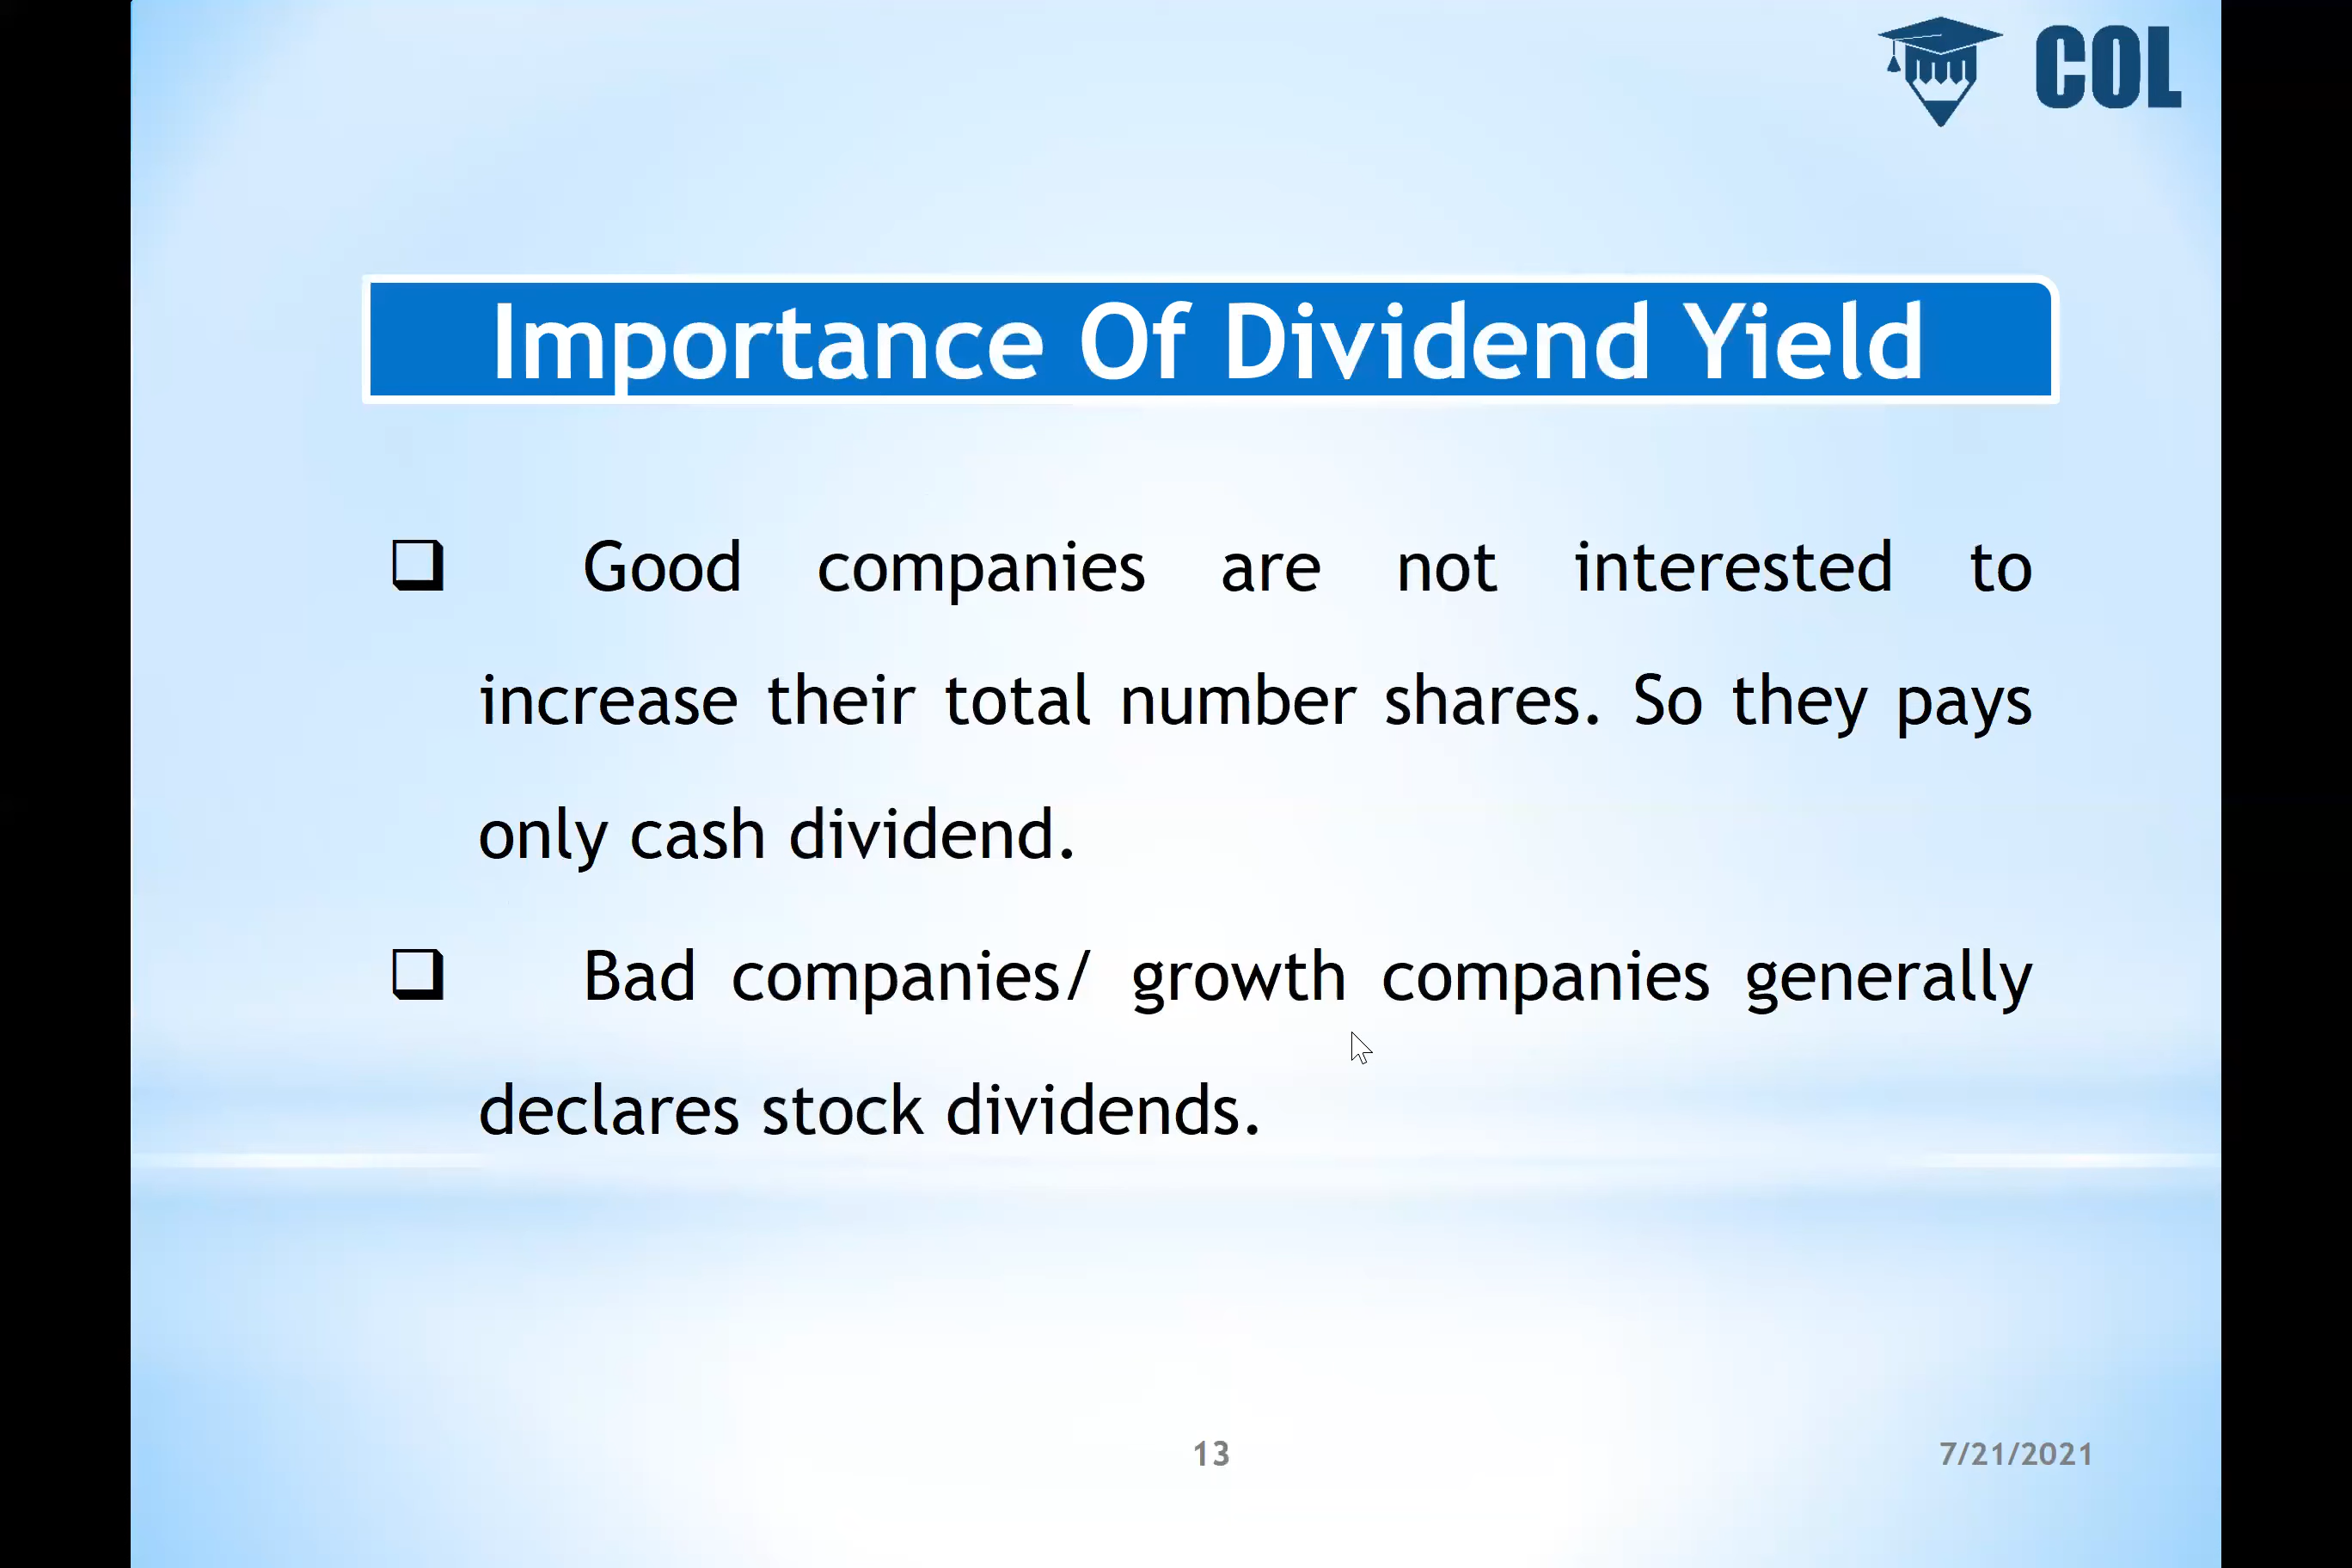 COL
Importance Of Dividend Yield
❑ Good companies are not interested to
increase their total number shares. So they pays
only cash dividend.
❑ Bad companies/ growth companies generally
declares stock dividends.
13
7/21/2021